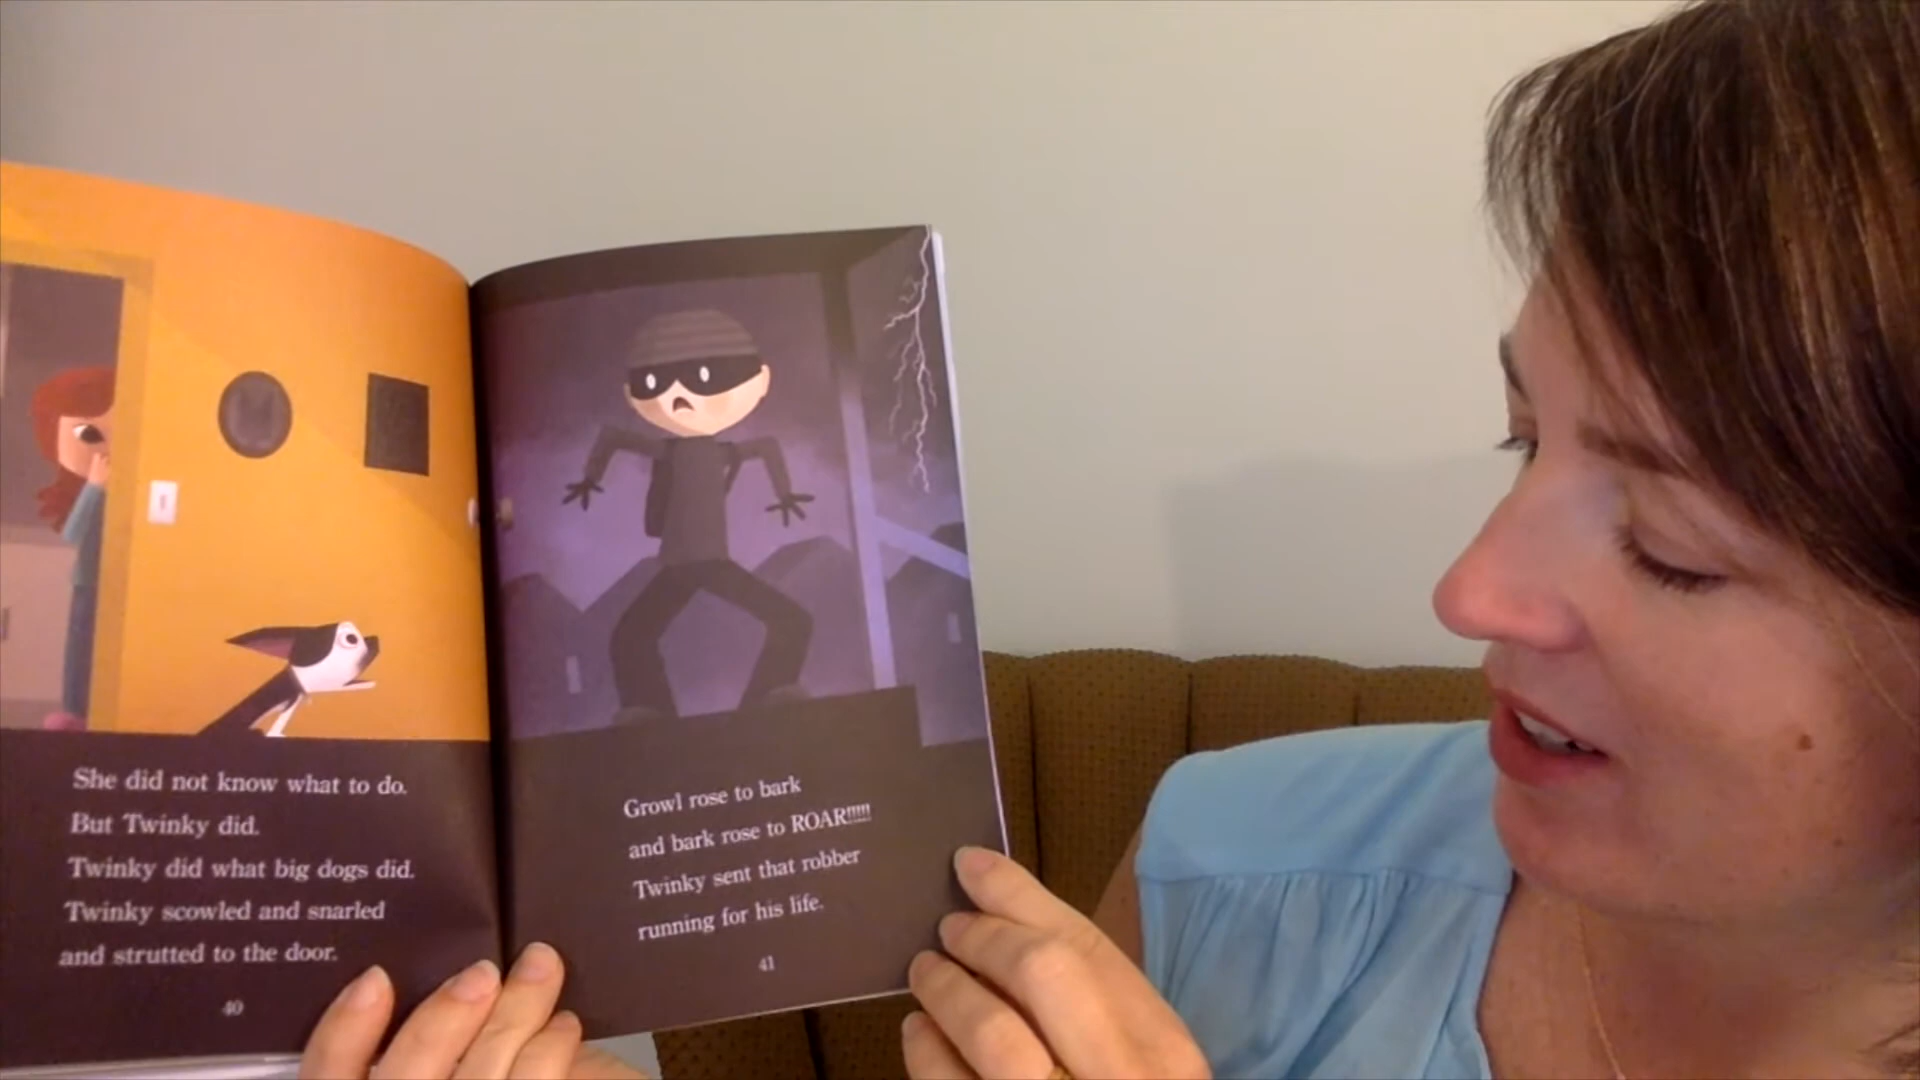 She did not know what to do.
But Twinky did.
Twinky did what big dogs did.
Twinky scowled and snarled
and strutted to the door.
40
Growl rose to bark
and bark rose to ROAR!!!!!
Twinky sent that robber
running for his life.
41